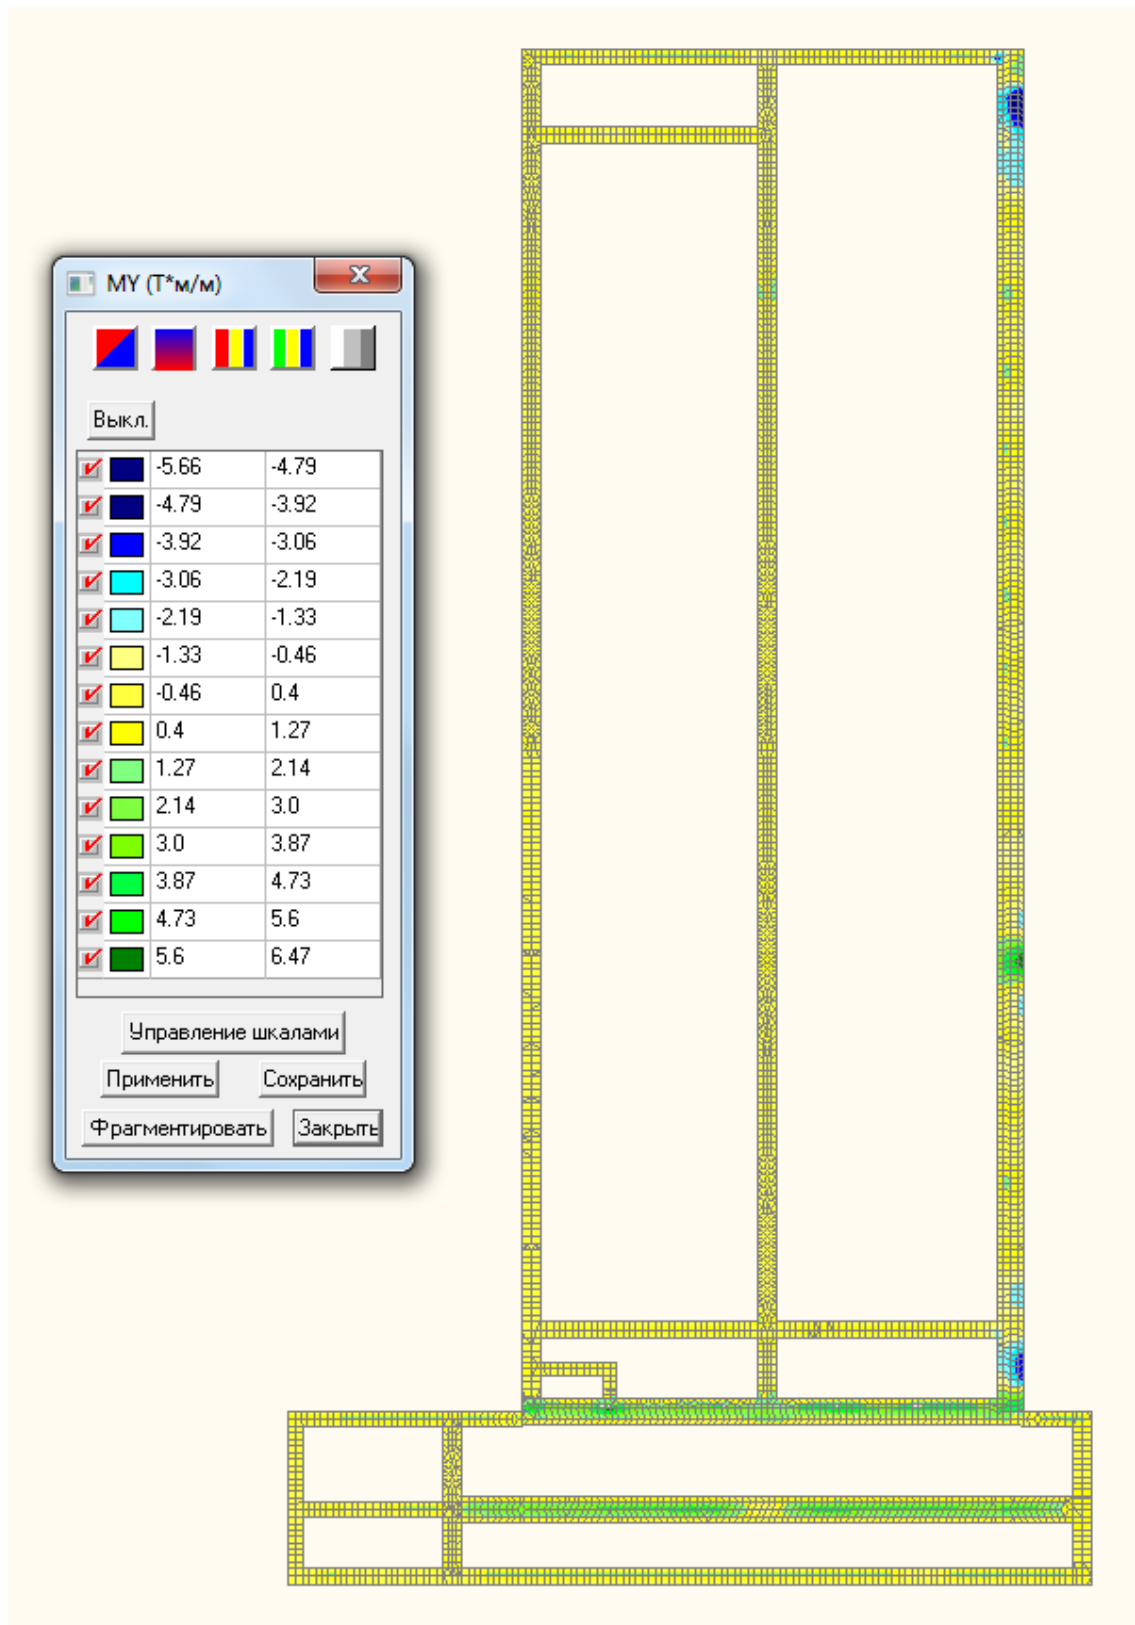 MY (Т*м/м)
Выкл.
-5.66 -4.79
-4.79 -3.92
-3.92 -3.06
-3.06 -2.19
-2.19 -1.33
-1.33 -0.46
-0.46 0.4
0.4 1.27
1.27 2.14
2.14 3.0
3.0 3.87
3.87 4.73
4.73 5.6
5.6 6.47
Управление шкалами
Применить Сохранить
Фрагментировать Закрыть